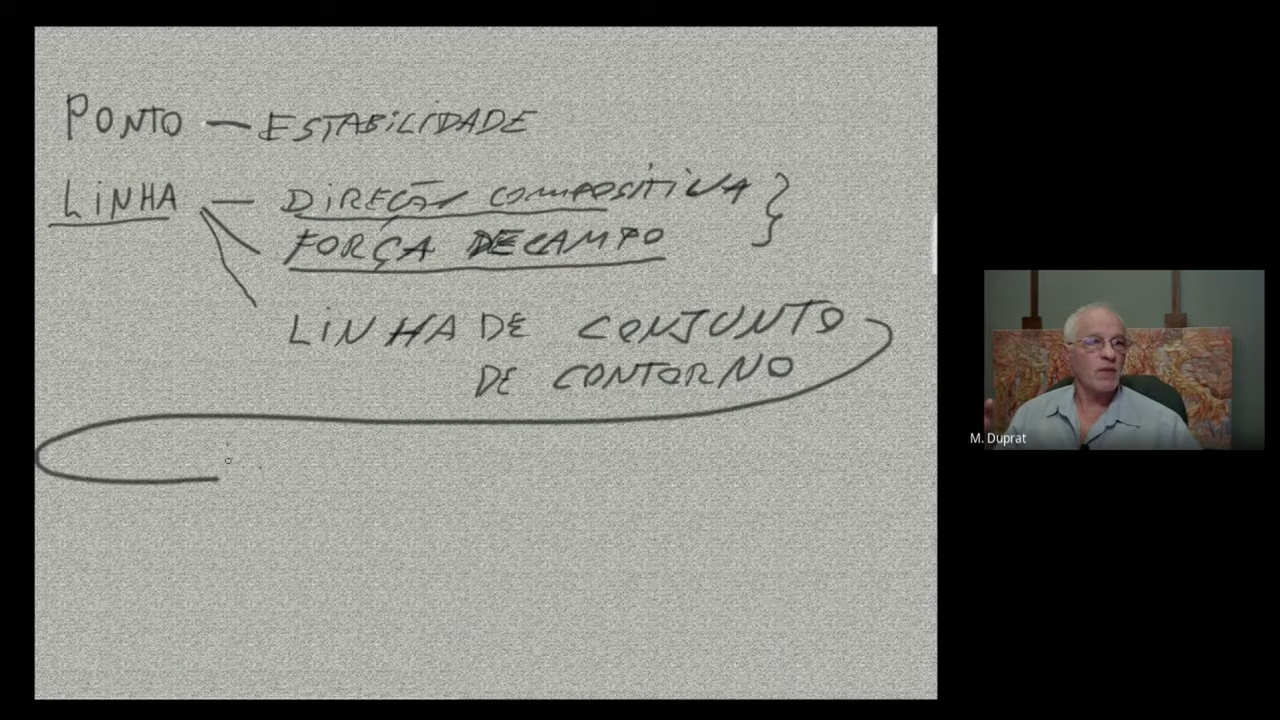 PONTO — ESTABILIDADE
LINHA — DIREÇÃO COMPOSITIVA }
FORÇA DE CAMPO
LINHA DE CONJUNTO
DE CONTORNO
M. Duprat